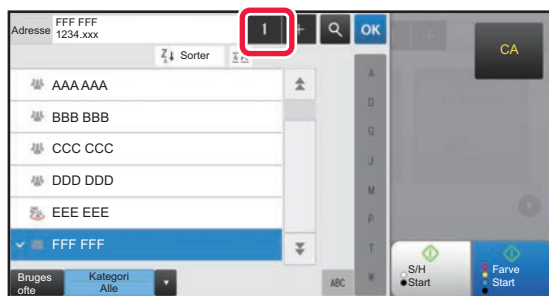 Adresse FFF FFF
1234.xxx
1
+
OK
CA
Z↓A Sorter
AAA AAA
BBB BBB
CCC CCC
DDD DDD
EEE EEE
FFF FFF
A
D
G
J
M
P
T
W
Bruges
ofte
Kategori
Alle
ABC
S/H
Start
Farve
Start